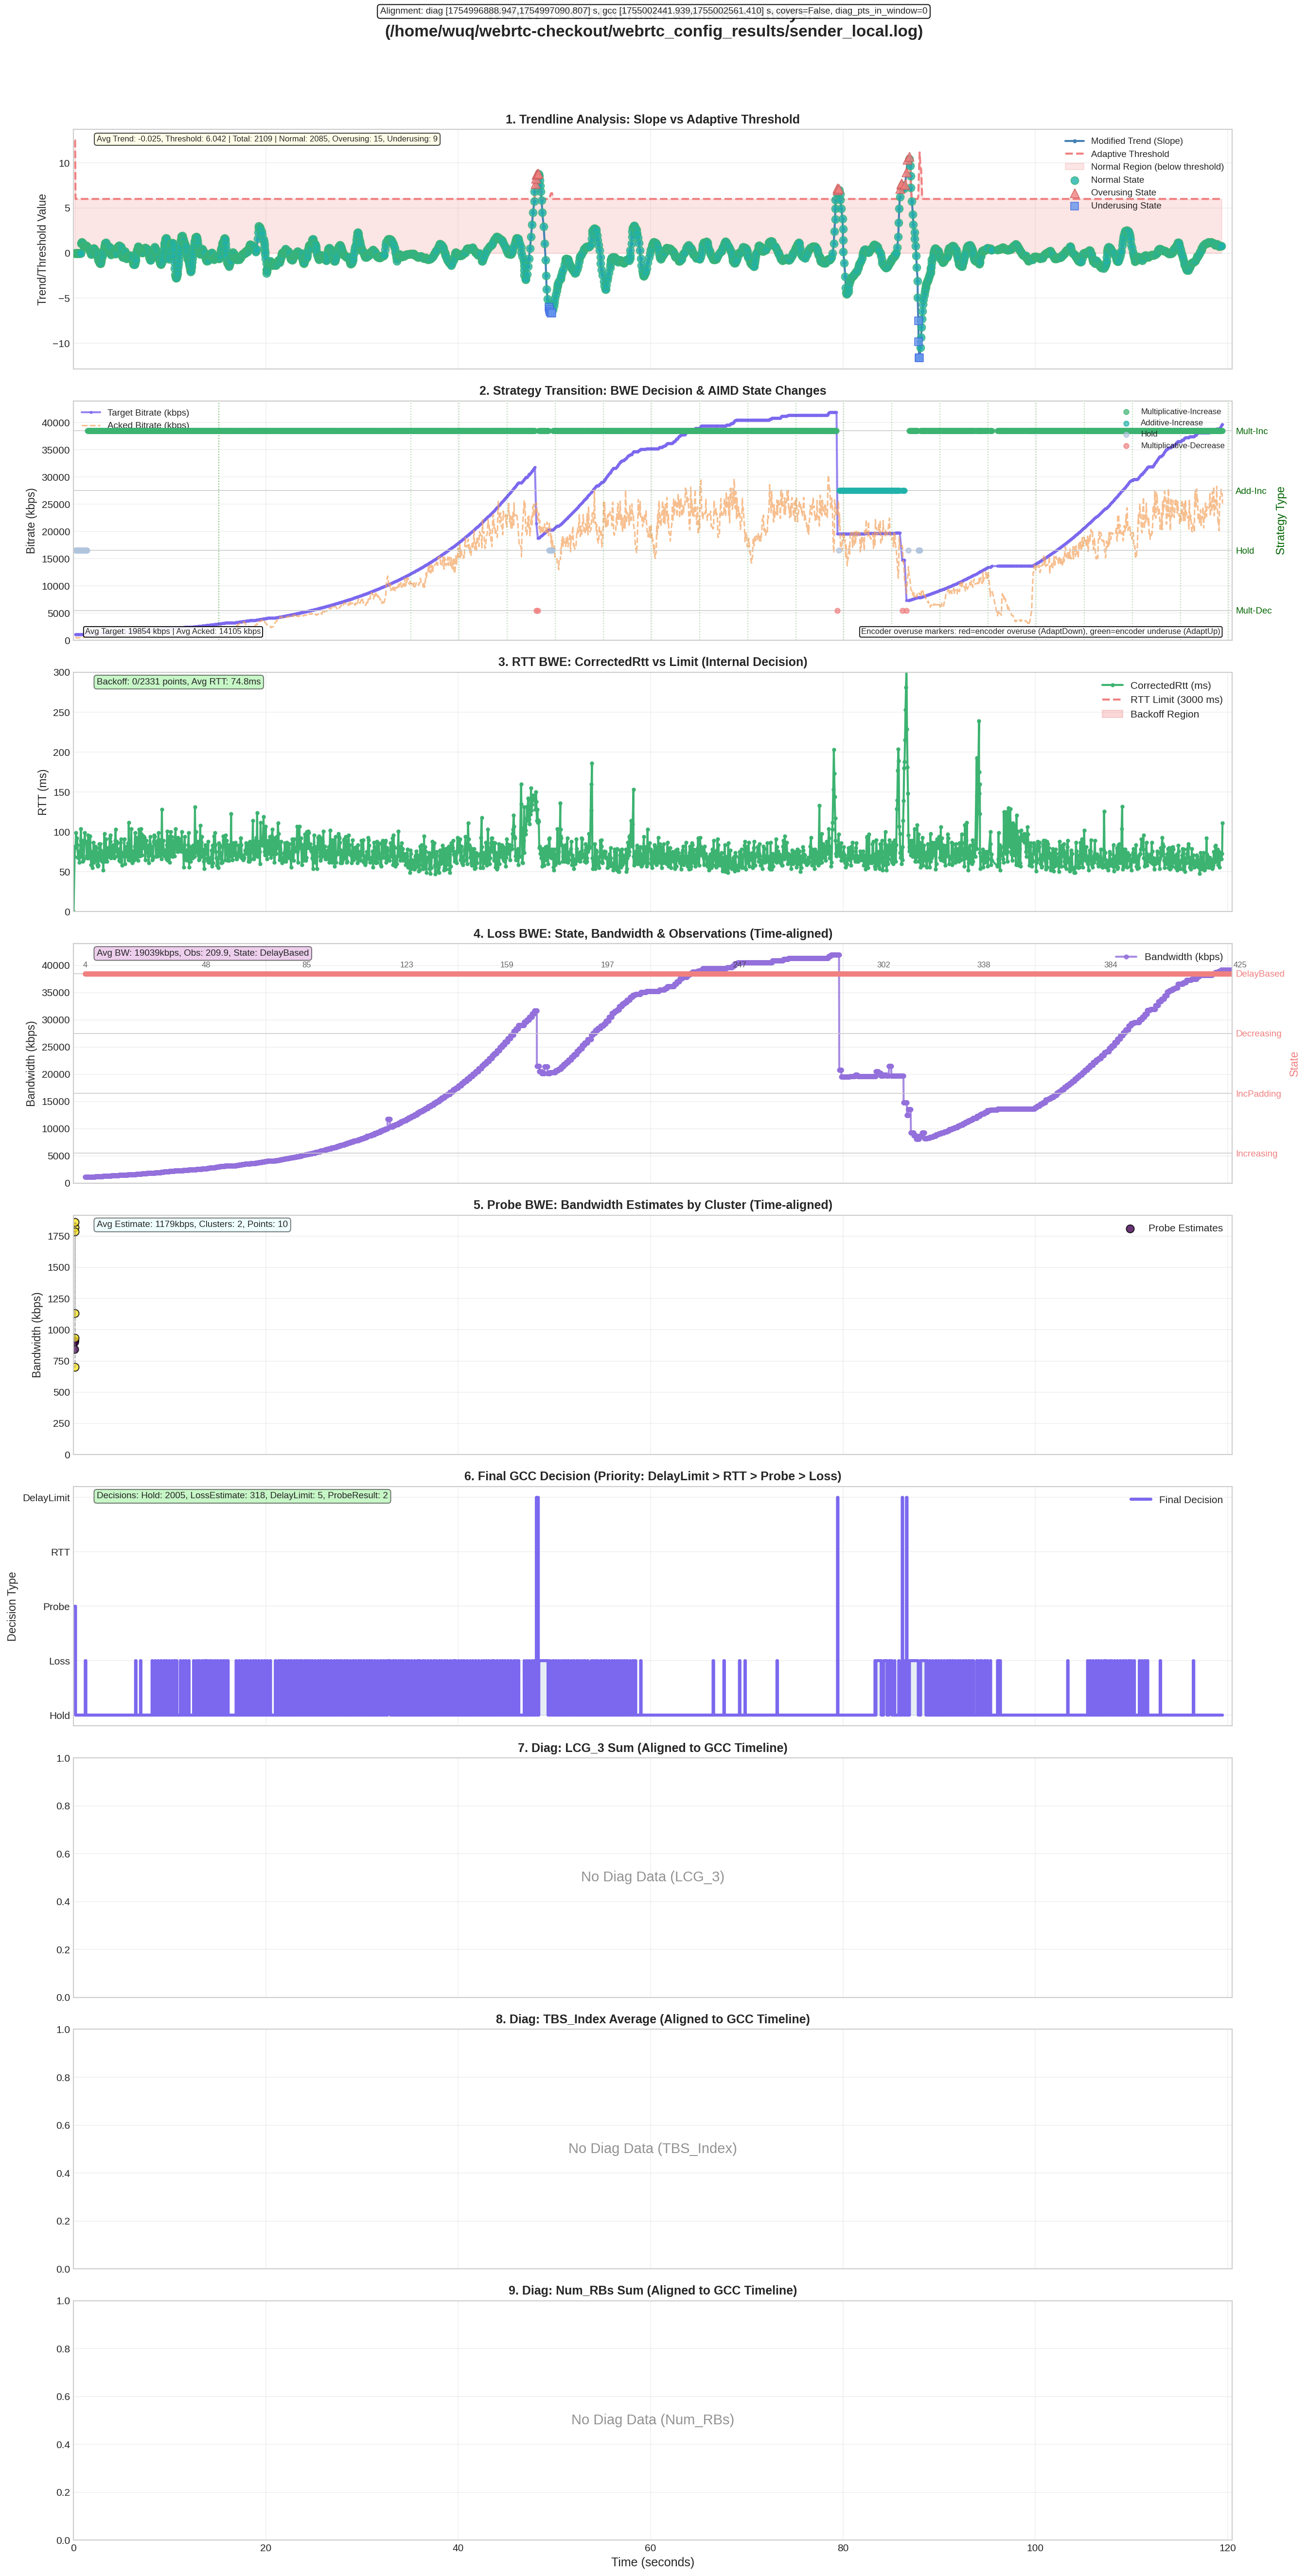 Alignment: diag [1754996888.947,1754997090.807] s, gcc [1755002441.939,1755002561.410] s, covers=False, diag_pts_in_window=0
(/home/wuq/webrtc-checkout/webrtc_config_results/sender_local.log)
1. Trendline Analysis: Slope vs Adaptive Threshold
Avg Trend: -0.025, Threshold: 6.042 | Total: 2109 | Normal: 2085, Overusing: 15, Underusing: 9
Modified Trend (Slope)
Adaptive Threshold
Normal Region (below threshold)
Normal State
Overusing State
Underusing State
Trend/Threshold Value
10
5
0
−5
−10
2. Strategy Transition: BWE Decision & AIMD State Changes
Target Bitrate (kbps)
Acked Bitrate (kbps)
Multiplicative-Increase
Additive-Increase
Hold
Multiplicative-Decrease
Bitrate (kbps)
40000
35000
30000
25000
20000
15000
10000
5000
0
Mult-Inc
Add-Inc
Hold
Mult-Dec
Strategy Type
Avg Target: 19854 kbps | Avg Acked: 14105 kbps
Encoder overuse markers: red=encoder overuse (AdaptDown), green=encoder underuse (AdaptUp)
3. RTT BWE: CorrectedRtt vs Limit (Internal Decision)
Backoff: 0/2331 points, Avg RTT: 74.8ms
CorrectedRtt (ms)
RTT Limit (3000 ms)
Backoff Region
RTT (ms)
300
250
200
150
100
50
0
4. Loss BWE: State, Bandwidth & Observations (Time-aligned)
Avg BW: 19039kbps, Obs: 209.9, State: DelayBased
Bandwidth (kbps)
4
48
85
123
159
197
247
302
338
384
425
Bandwidth (kbps)
40000
35000
30000
25000
20000
15000
10000
5000
0
DelayBased
Decreasing
IncPadding
Increasing
State
5. Probe BWE: Bandwidth Estimates by Cluster (Time-aligned)
Avg Estimate: 1179kbps, Clusters: 2, Points: 10
Probe Estimates
Bandwidth (kbps)
1750
1500
1250
1000
750
500
250
0
6. Final GCC Decision (Priority: DelayLimit > RTT > Probe > Loss)
Decisions: Hold: 2005, LossEstimate: 318, DelayLimit: 5, ProbeResult: 2
Final Decision
Decision Type
DelayLimit
RTT
Probe
Loss
Hold
7. Diag: LCG_3 Sum (Aligned to GCC Timeline)
1.0
0.8
0.6
0.4
0.2
0.0
No Diag Data (LCG_3)
8. Diag: TBS_Index Average (Aligned to GCC Timeline)
1.0
0.8
0.6
0.4
0.2
0.0
No Diag Data (TBS_Index)
9. Diag: Num_RBs Sum (Aligned to GCC Timeline)
1.0
0.8
0.6
0.4
0.2
0.0
No Diag Data (Num_RBs)
0
20
40
60
80
100
120
Time (seconds)